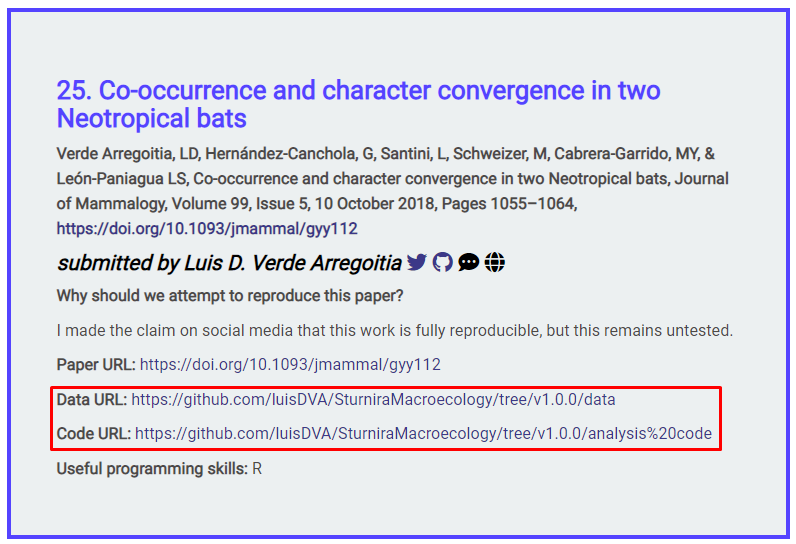 25. Co-occurrence and character convergence in two
Neotropical bats
Verde Arregoitia, LD, Hernández-Canchola, G, Santini, L, Schweizer, M, Cabrera-Garrido, MY, &
León-Paniagua LS, Co-occurrence and character convergence in two Neotropical bats, Journal
of Mammalogy, Volume 99, Issue 5, 10 October 2018, Pages 1055–1064,
https://doi.org/10.1093/jmammal/gyy112
submitted by Luis D. Verde Arregoitia
Why should we attempt to reproduce this paper?
I made the claim on social media that this work is fully reproducible, but this remains untested.
Paper URL: https://doi.org/10.1093/jmammal/gyy112
Data URL: https://github.com/luisDVA/SturniraMacroecology/tree/v1.0.0/data
Code URL: https://github.com/luisDVA/SturniraMacroecology/tree/v1.0.0/analysis%20code
Useful programming skills: R